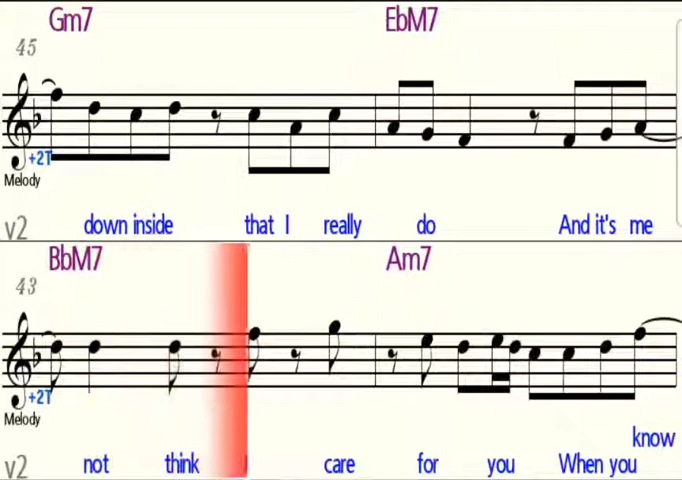 Gm7 EbM7
45
+2T
Melody
v2 down inside that I really do And it's me
BbM7 Am7
43
+2T
Melody
know
v2 not think care for you When you